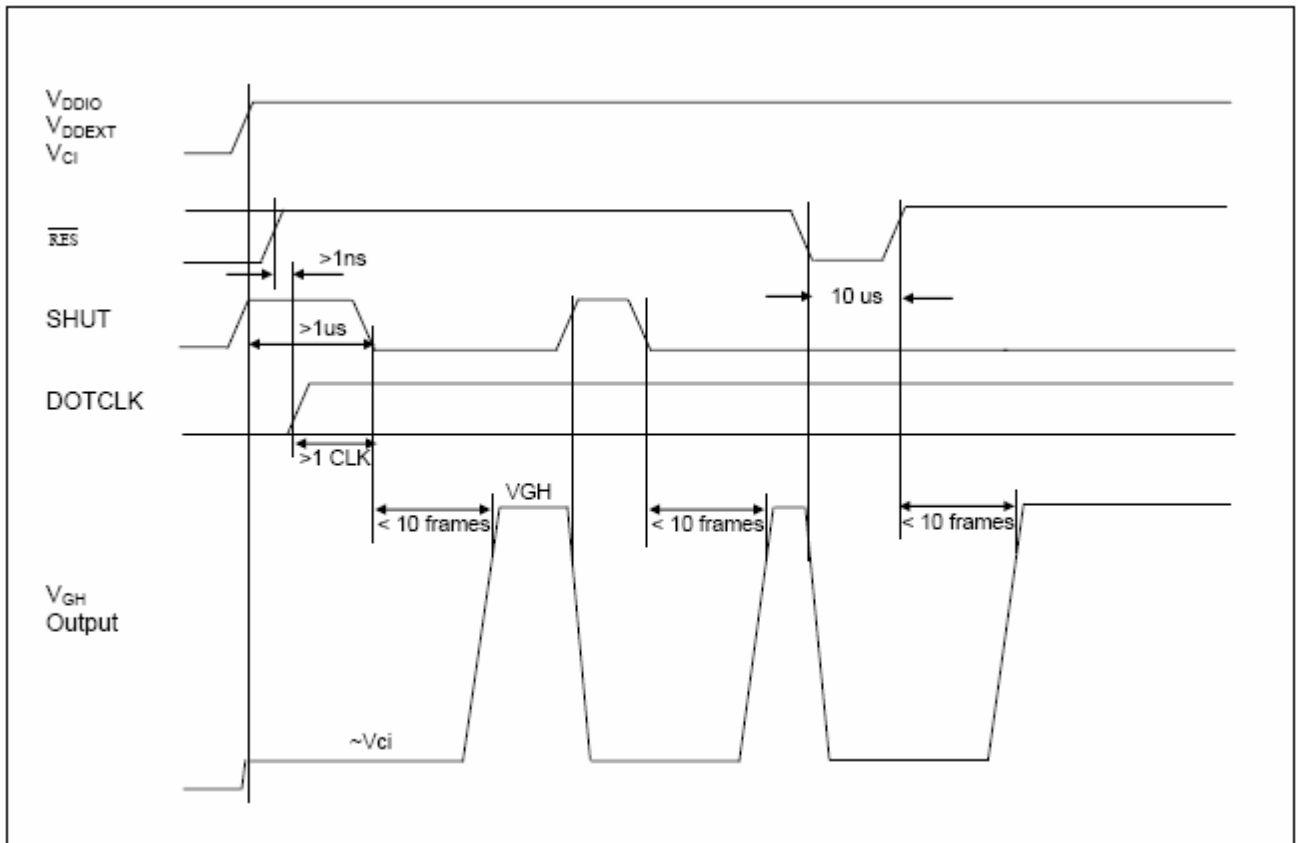 VDDIO
VDDEXT
VCI
RES
>1ns
10 us
SHUT
>1us
DOTCLK
>1 CLK
VGH
< 10 frames
< 10 frames
< 10 frames
VGH
Output
~Vci